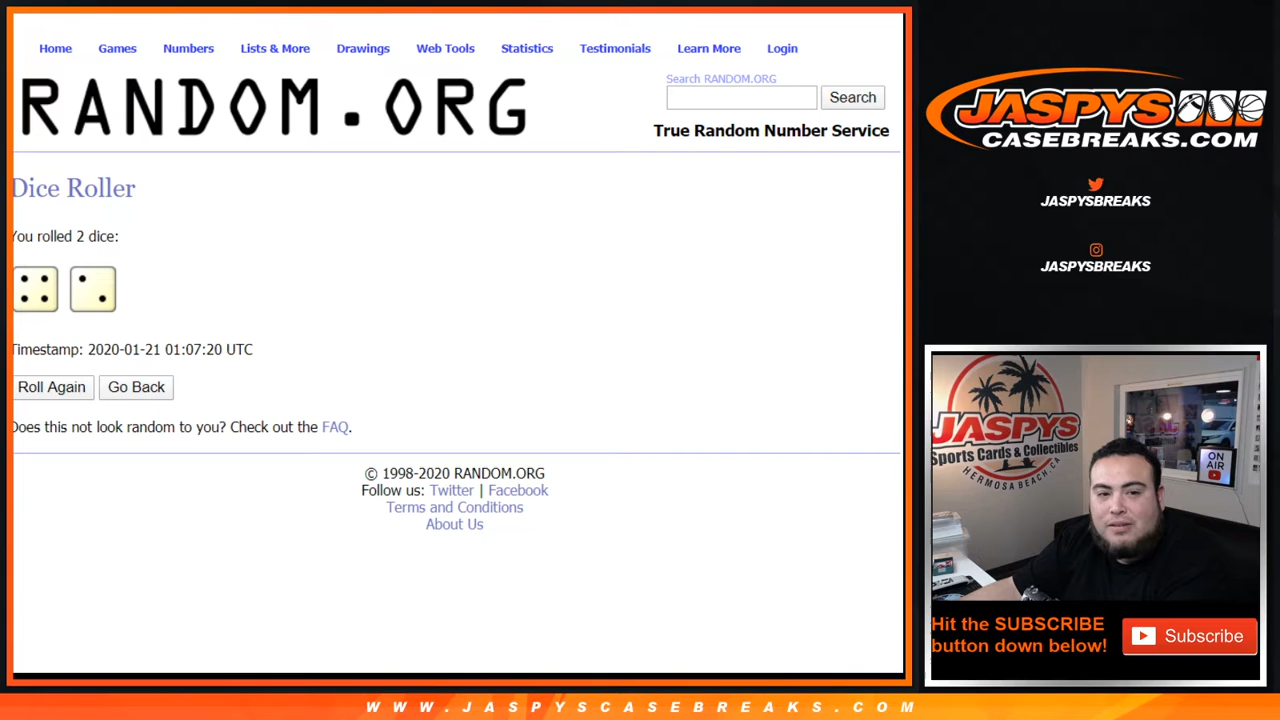 Home Games Numbers Lists & More Drawings Web Tools Statistics Testimonials Learn More Login
RANDOM.ORG
Search RANDOM.ORG
Search
True Random Number Service
Dice Roller
You rolled 2 dice:
Timestamp: 2020-01-21 01:07:20 UTC
Roll Again Go Back
Does this not look random to you? Check out the FAQ.
© 1998-2020 RANDOM.ORG
Follow us: Twitter | Facebook
Terms and Conditions
About Us
JASPYS
CASEBREAKS.COM
JASPYSBREAKS
JASPYSBREAKS
JASPYS
Sports Cards & Collectibles
HERMOSA BEACH, CA
ON
AIR
Hit the SUBSCRIBE
button down below!
Subscribe
WWW.JASPYSCASEBREAKS.COM